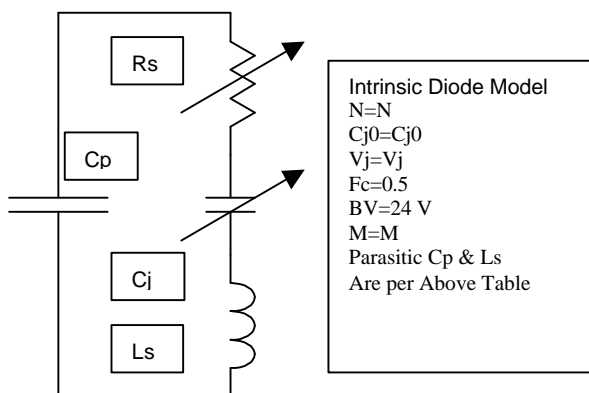 Rs
Cp
Cj
Ls
Intrinsic Diode Model
N=N
Cj0=Cj0
Vj=Vj
Fc=0.5
BV=24 V
M=M
Parasitic Cp & Ls
Are per Above Table